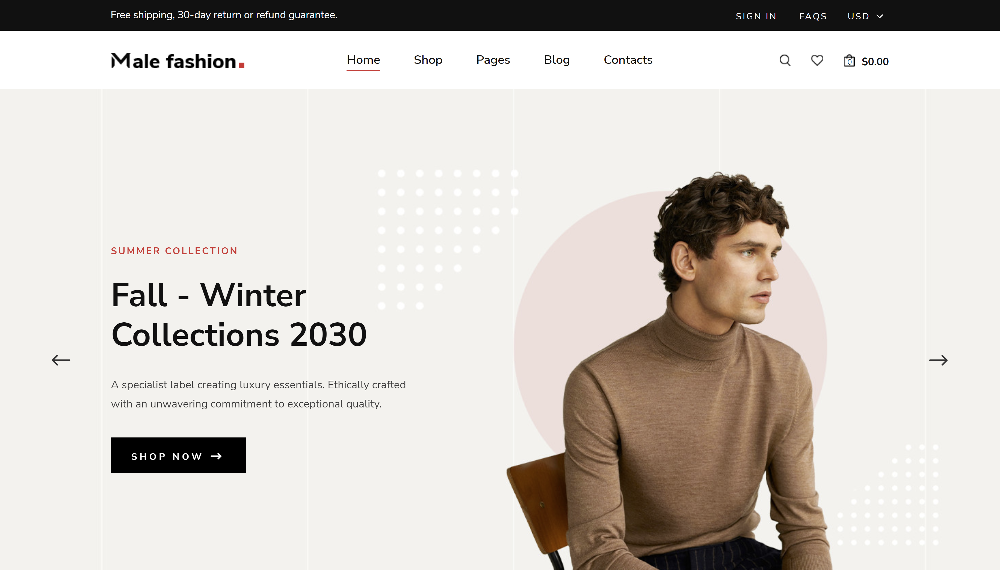 Free shipping, 30-day return or refund guarantee.
SIGN IN FAQS USD
Male fashion.
Home Shop Pages Blog Contacts
0 $0.00
SUMMER COLLECTION
Fall - Winter
Collections 2030
A specialist label creating luxury essentials. Ethically crafted
with an unwavering commitment to exceptional quality.
SHOP NOW